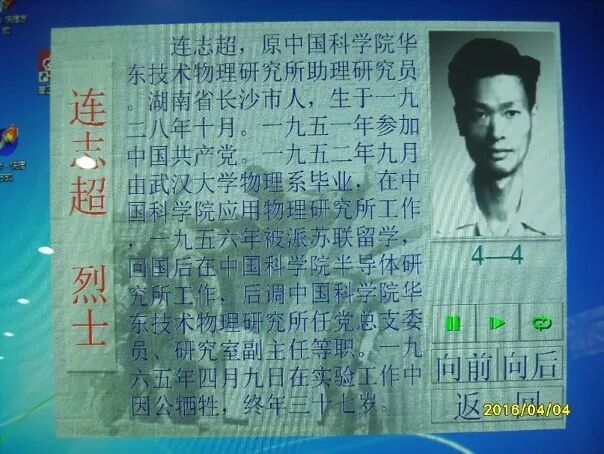 连志超 烈士
连志超，原中国科学院华
东技术物理研究所助理研究员
。湖南省长沙市人，生于一九
二八年十月。一九五一年参加
中国共产党。一九五二年九月
由武汉大学物理系毕业，在中
国科学院应用物理研究所工作
，一九五六年被派苏联留学，
回国后在中国科学院半导体研
究所工作，后调中国科学院华
东技术物理研究所任党总支委
员、研究室副主任等职。一九
六五年四月九日在实验工作中
因公牺牲，终年三十七岁。
4—4
向前 向后
返 回
2016/04/04